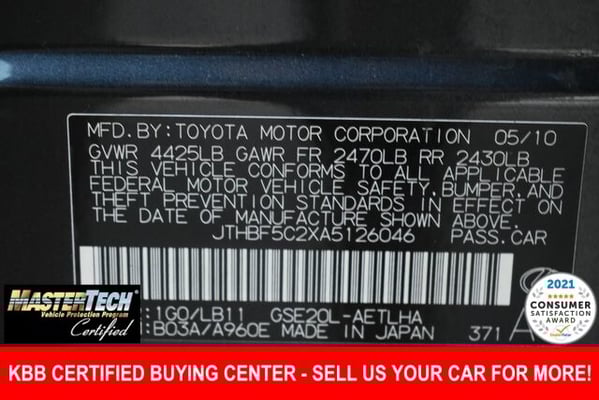 MFD. BY: TOYOTA MOTOR CORPORATION 05/10
GVWR 4425LB GAWR FR 2470LB RR 2430LB
THIS VEHICLE CONFORMS TO ALL APPLICABLE
FEDERAL MOTOR VEHICLE SAFETY, BUMPER, AND
THEFT PREVENTION STANDARDS IN EFFECT ON
THE DATE OF MANUFACTURE SHOWN ABOVE.
JTHBF5C2XA5126046 PASS.CAR
:1G0/LB11 GSE20L-AETLHA
:B03A/A960E MADE IN JAPAN 371
MASTERTECH
Vehicle Protection Program
Certified
2021
CONSUMER
SATISFACTION
AWARD
KBB CERTIFIED BUYING CENTER - SELL US YOUR CAR FOR MORE!